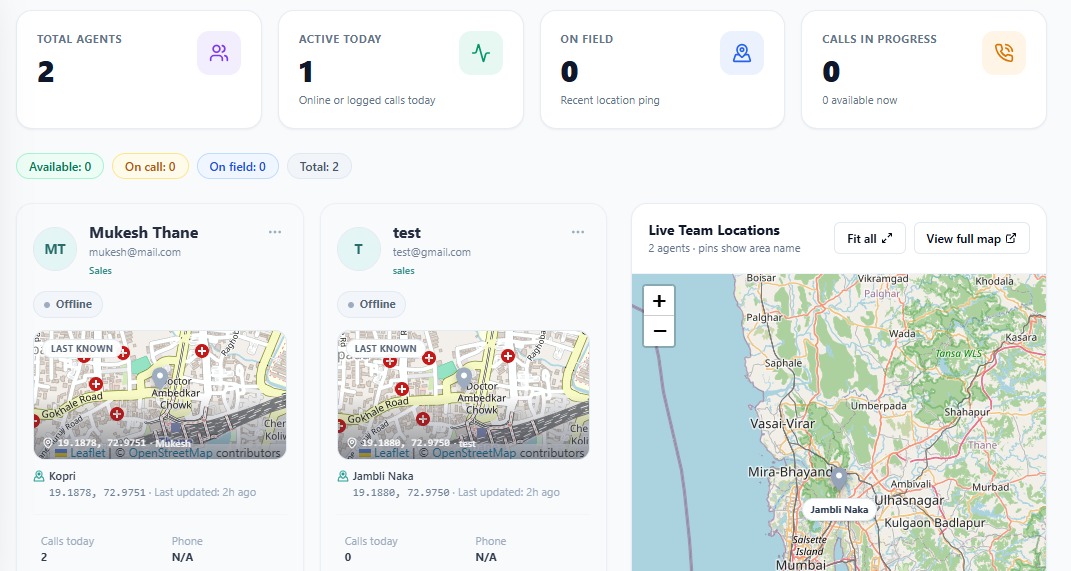 TOTAL AGENTS
2
ACTIVE TODAY
1
Online or logged calls today
ON FIELD
0
Recent location ping
CALLS IN PROGRESS
0
0 available now
Available: 0
On call: 0
On field: 0
Total: 2
MT
Mukesh Thane
mukesh@mail.com
Sales
Offline
LAST KNOWN
Raghoba
Doctor
Ambedkar
Chowk
Gokhale Road
19.1878, 72.9751 · Mukesh
Leaflet | © OpenStreetMap contributors
Kopri
19.1878, 72.9751 · Last updated: 2h ago
Calls today
2
Phone
N/A
T
test
test@gmail.com
sales
Offline
LAST KNOWN
Doctor
Ambedkar
Chowk
Gokhale Road
19.1880, 72.9750 · test
Leaflet | © OpenStreetMap contributors
Jambli Naka
19.1880, 72.9750 · Last updated: 2h ago
Calls today
0
Phone
N/A
Live Team Locations
2 agents · pins show area name
Fit all
View full map
+
−
Boisar
Vikramgad
Khodala
Palghar
Palghar
Wada
Kasara
Tansa WLS
Saphale
Umberpada
Shahapur
Vasai-Virar
Thane
Mira-Bhayandar
Ambivali
Murbad
Ulhasnagar
Jambli Naka
Kulgaon Badlapur
Salsette
Island
Mumbai